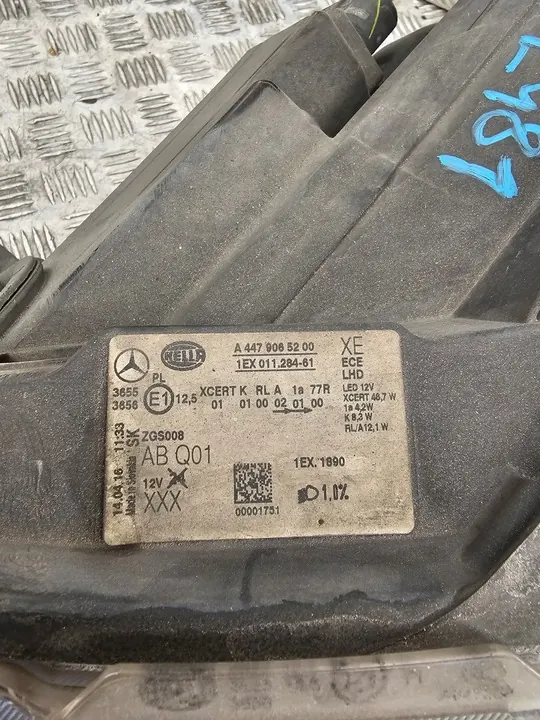 L481
HELLA
A 447 906 52 00
1EX 011.284-61
XE
ECE
LHD
LED 12V
XCERT 46,7 W
1a 4,2W
K 8,3 W
RL/A12,1 W
PL
3655
3656
E1
12,5
XCERT K RL A 1a 77R
01 01 00 02 01 00
ZGS008
AB Q01
12V
XXX
14.04.16 11:33
Made in Slovakia SK
00001751
1EX. 1890
1,0%